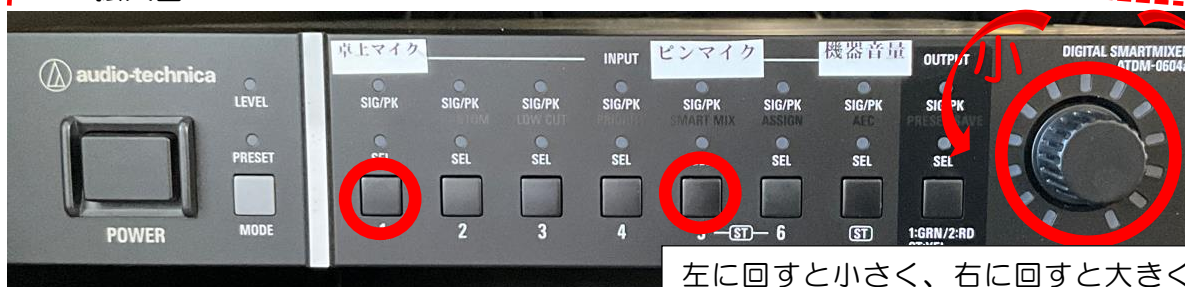 卓上マイク
INPUT
ピンマイク
機器音量
OUTPUT
小
DIGITAL SMARTMIXER
ATDM-0604a
audio-technica
LEVEL
SIG/PK SIG/PK SIG/PK SIG/PK SIG/PK SIG/PK SIG/PK SIG/PK
LOW CUT SMART MIX ASSIGN AEC
PRESET
SEL SEL SEL SEL SEL SEL SEL
POWER
MODE
2 3 4 5 ST 6 ST
1:GRN/2:RD
左に回すと小さく、右に回すと大きく